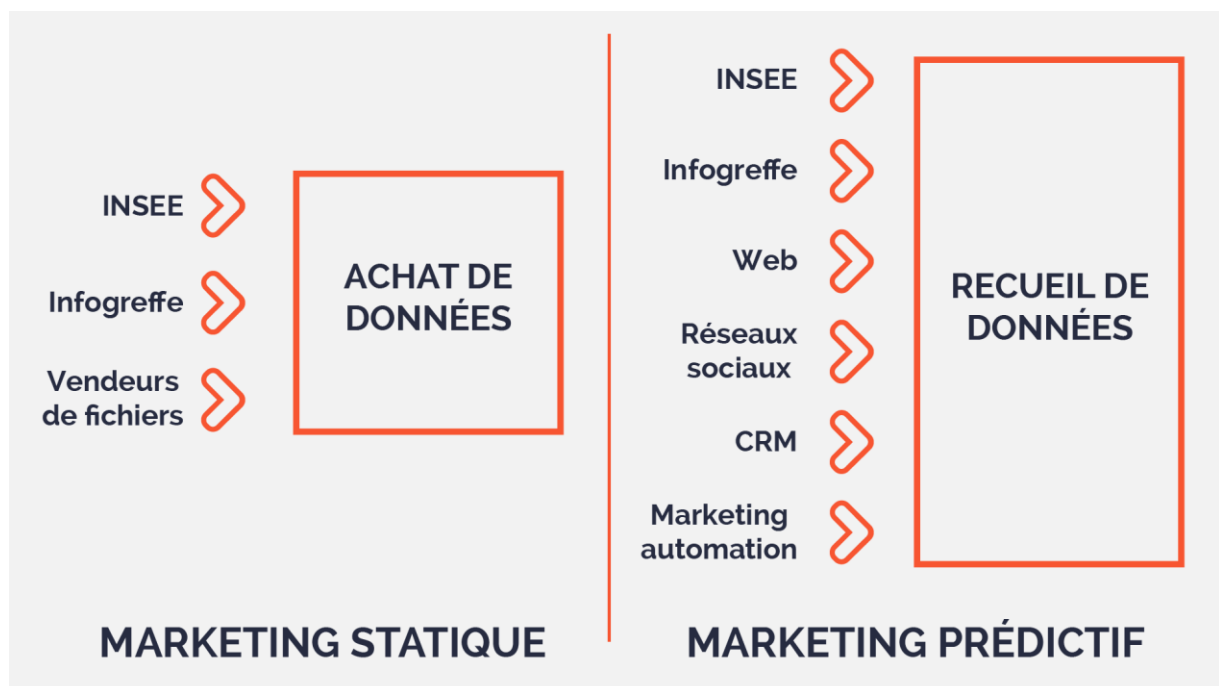 INSEE
Infogreffe
Vendeurs
de fichiers
ACHAT DE
DONNÉES
MARKETING STATIQUE
INSEE
Infogreffe
Web
Réseaux
sociaux
CRM
Marketing
automation
RECUEIL DE
DONNÉES
MARKETING PRÉDICTIF